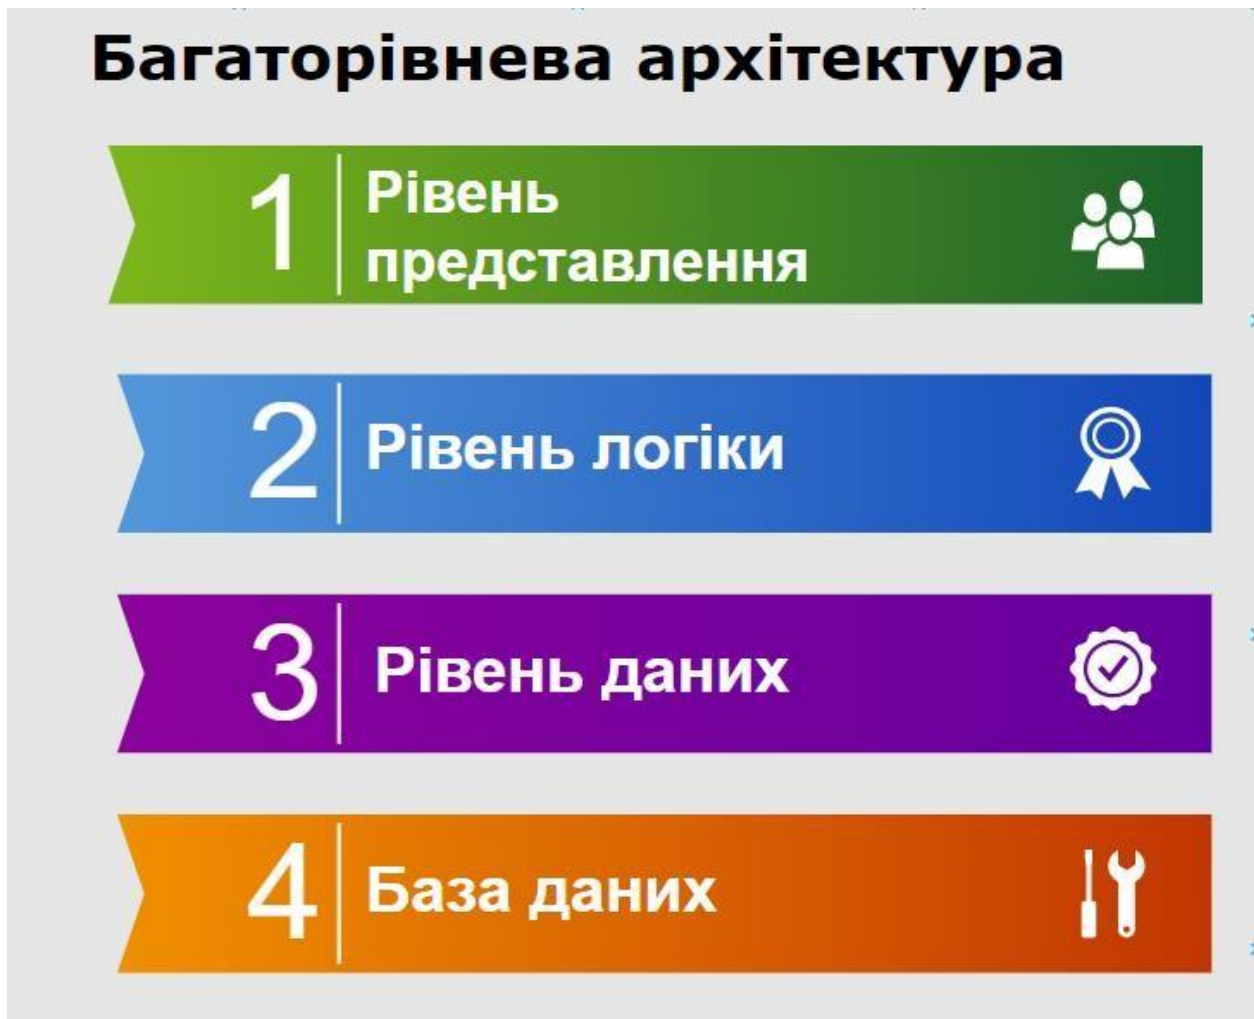 Багаторівнева архітектура
1 Рівень
представлення
2 Рівень логіки
3 Рівень даних
4 База даних